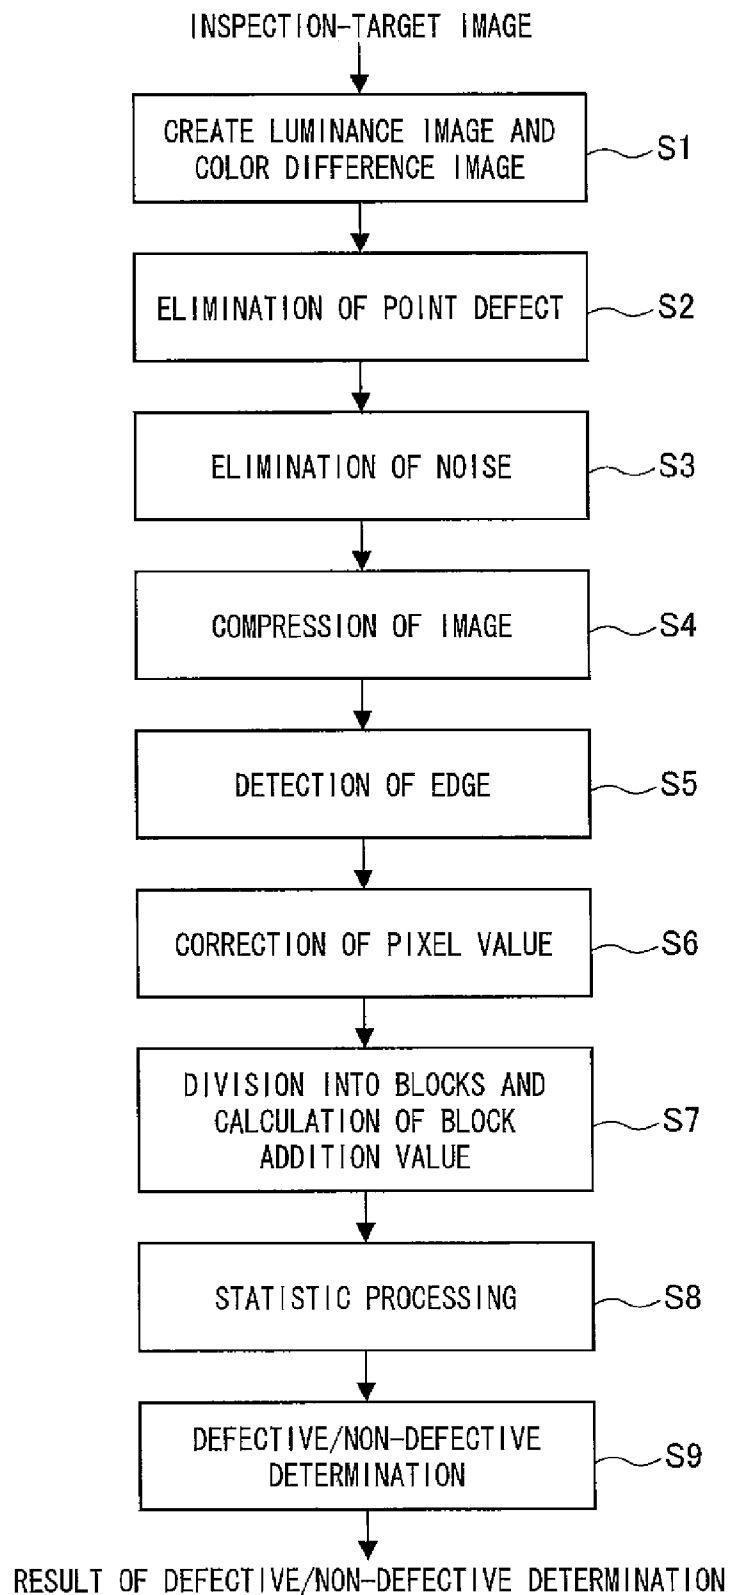 INSPECTION-TARGET IMAGE
CREATE LUMINANCE IMAGE AND
COLOR DIFFERENCE IMAGE
S1
ELIMINATION OF POINT DEFECT
S2
ELIMINATION OF NOISE
S3
COMPRESSION OF IMAGE
S4
DETECTION OF EDGE
S5
CORRECTION OF PIXEL VALUE
S6
DIVISION INTO BLOCKS AND
CALCULATION OF BLOCK
ADDITION VALUE
S7
STATISTIC PROCESSING
S8
DEFECTIVE/NON-DEFECTIVE
DETERMINATION
S9
RESULT OF DEFECTIVE/NON-DEFECTIVE DETERMINATION